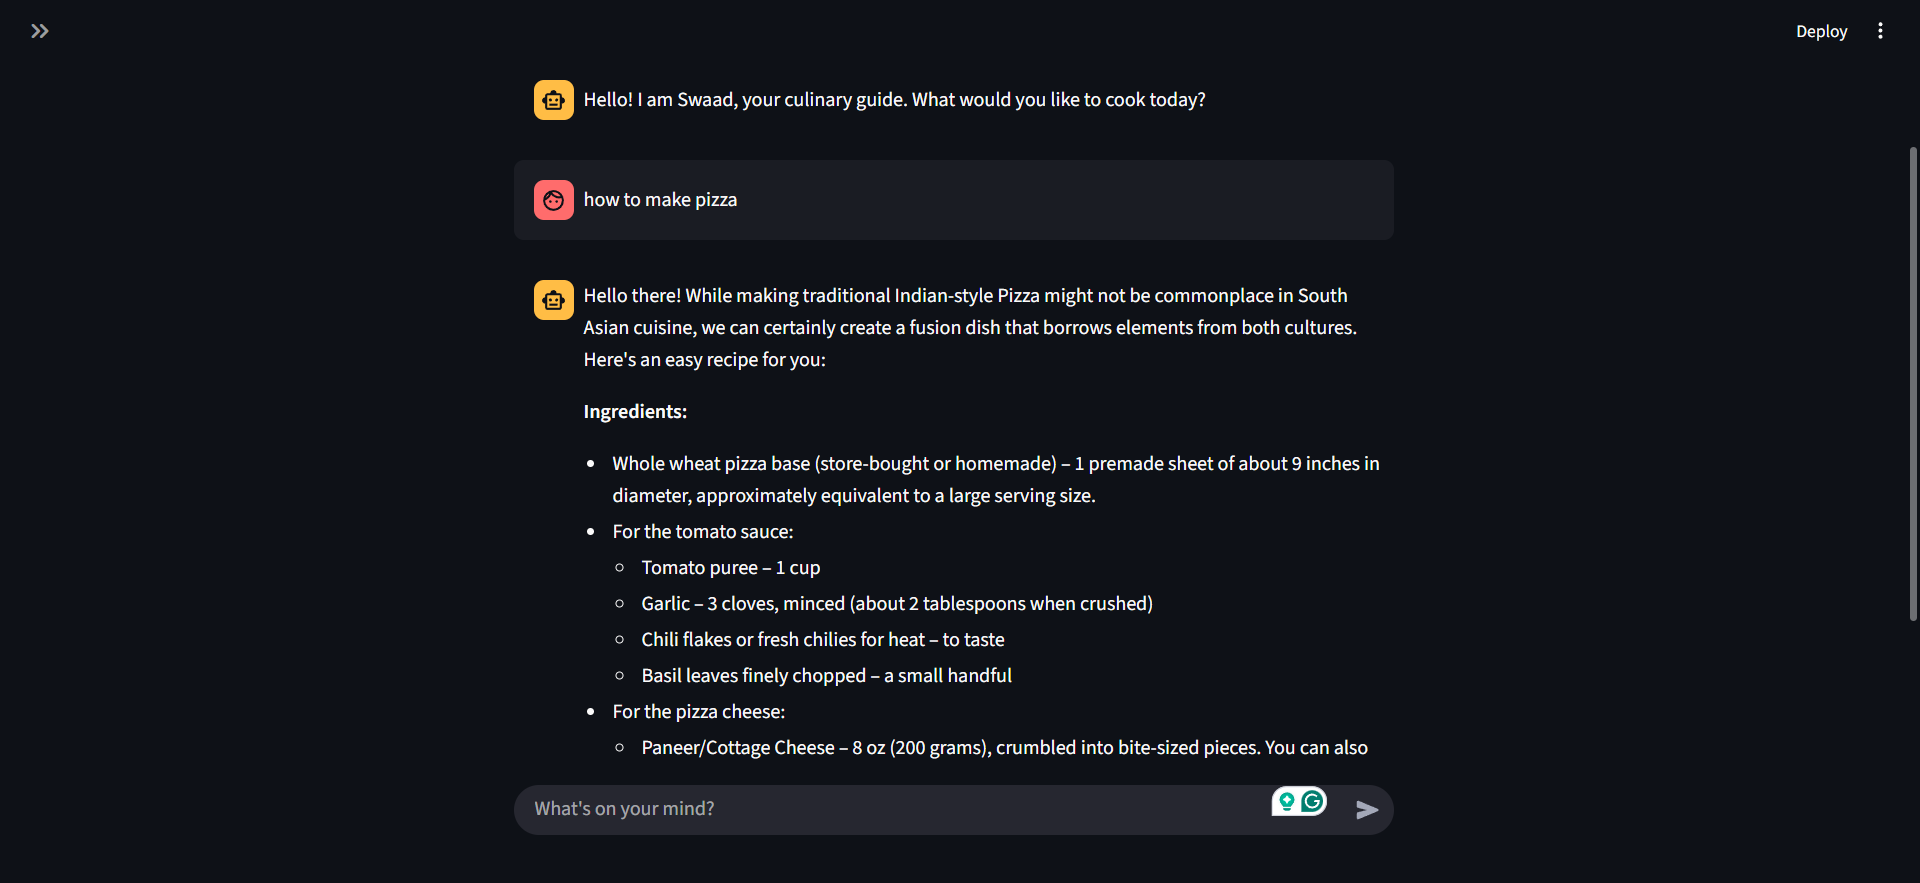 Deploy
Hello! I am Swaad, your culinary guide. What would you like to cook today?
how to make pizza
Hello there! While making traditional Indian-style Pizza might not be commonplace in South
Asian cuisine, we can certainly create a fusion dish that borrows elements from both cultures.
Here's an easy recipe for you:
Ingredients:
Whole wheat pizza base (store-bought or homemade) – 1 premade sheet of about 9 inches in
diameter, approximately equivalent to a large serving size.
For the tomato sauce:
Tomato puree – 1 cup
Garlic – 3 cloves, minced (about 2 tablespoons when crushed)
Chili flakes or fresh chilies for heat – to taste
Basil leaves finely chopped – a small handful
For the pizza cheese:
Paneer/Cottage Cheese – 8 oz (200 grams), crumbled into bite-sized pieces. You can also
What's on your mind?